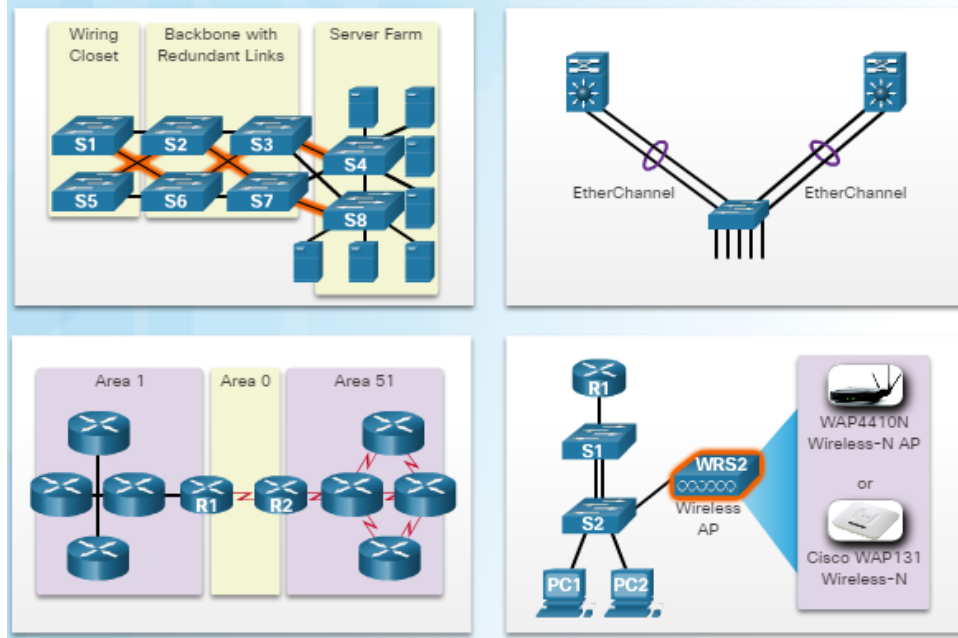 Wiring
Closet
Backbone with
Redundant Links
Server Farm
S1
S2
S3
S4
S5
S6
S7
S8
EtherChannel
EtherChannel
Area 1
Area 0
Area 51
R1
R2
R1
S1
S2
WRS2
Wireless
AP
PC1
PC2
WAP4410N
Wireless-N AP
or
Cisco WAP131
Wireless-N